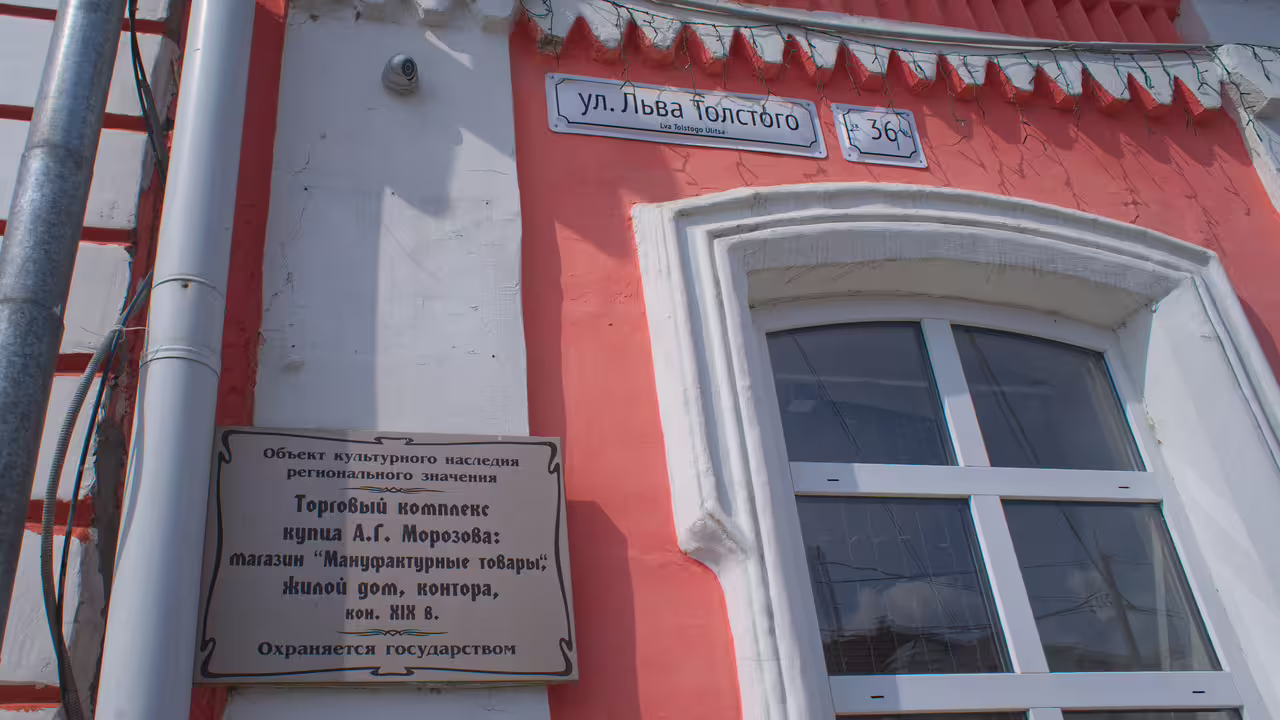 ул. Льва Толстого
Lva Tolstogo Ulitsa
36
Объект культурного наследия
регионального значения
Торговый комплекс
купца А.Г. Морозова:
магазин "Мануфактурные товары",
жилой дом, контора,
кон. XIX в.
Охраняется государством